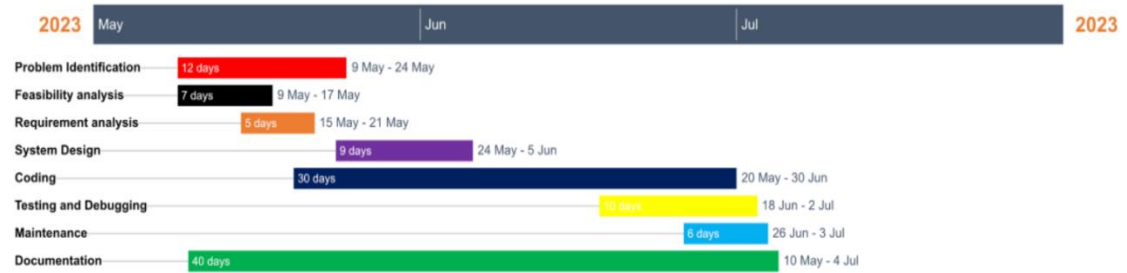 2023 May Jun Jul 2023
Problem Identification 12 days 9 May - 24 May
Feasibility analysis 7 days 9 May - 17 May
Requirement analysis 5 days 15 May - 21 May
System Design 9 days 24 May - 5 Jun
Coding 30 days 20 May - 30 Jun
Testing and Debugging 10 days 18 Jun - 2 Jul
Maintenance 6 days 26 Jun - 3 Jul
Documentation 40 days 10 May - 4 Jul